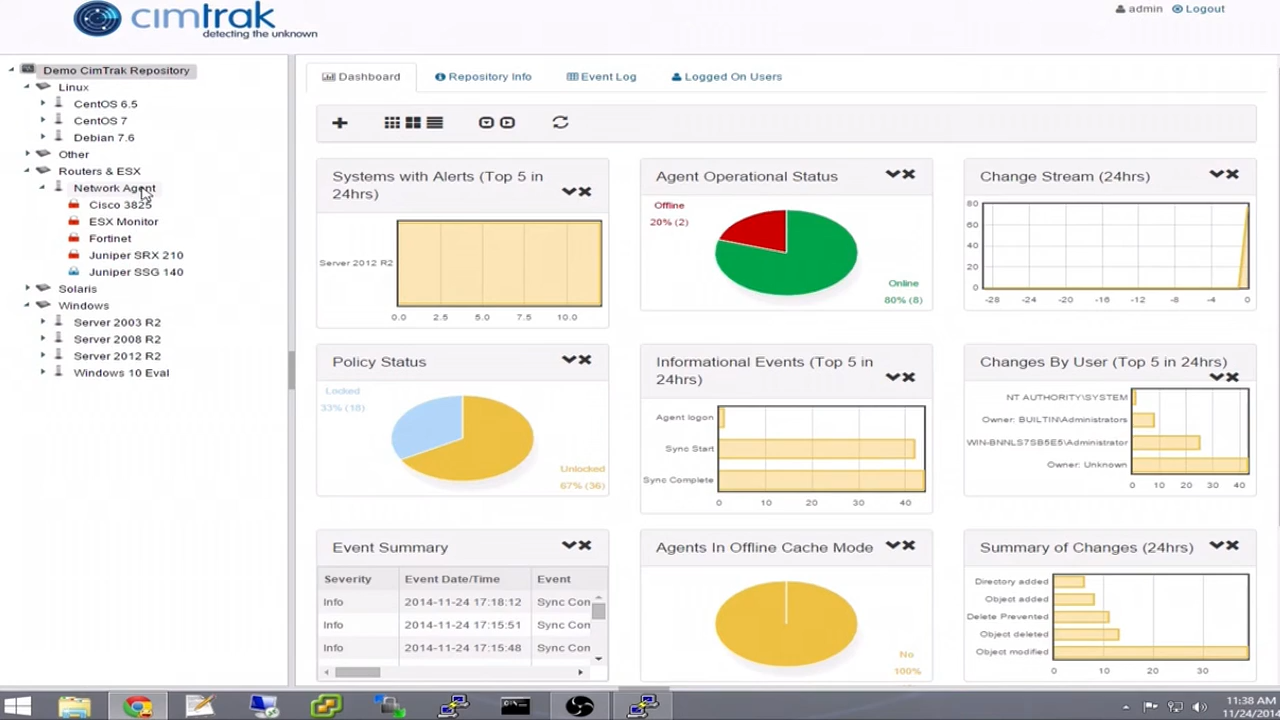 cimtrak
detecting the unknown
admin
Logout
Demo CimTrak Repository
Linux
CentOS 6.5
CentOS 7
Debian 7.6
Other
Routers & ESX
Network Agent
Cisco 3825
ESX Monitor
Fortinet
Juniper SRX 210
Juniper SSG 140
Solaris
Windows
Server 2003 R2
Server 2008 R2
Server 2012 R2
Windows 10 Eval
Dashboard
Repository Info
Event Log
Logged On Users
Systems with Alerts (Top 5 in
24hrs)
Server 2012 R2
0.0 2.5 5.0 7.5 10.0
Agent Operational Status
Offline
20% (2)
Online
80% (8)
Change Stream (24hrs)
80
60
40
20
0
-28 -24 -20 -16 -12 -8 -4 0
Policy Status
Locked
33% (18)
Unlocked
67% (36)
Informational Events (Top 5 in
24hrs)
Agent logon
Sync Start
Sync Complete
0 10 20 30 40
Changes By User (Top 5 in 24hrs)
NT AUTHORITY\SYSTEM
Owner: BUILTIN\Administrators
WIN-BNNLS7SB5E5\Administrator
Owner: Unknown
0 10 20 30 40
Event Summary
Severity Event Date/Time Event
Info 2014-11-24 17:18:12 Sync Con
Info 2014-11-24 17:15:51 Sync Con
Info 2014-11-24 17:15:48 Sync Con
Agents In Offline Cache Mode
No
100%
Summary of Changes (24hrs)
Directory added
Object added
Delete Prevented
Object deleted
Object modified
0 10 20 30
11:38 AM
11/24/2014